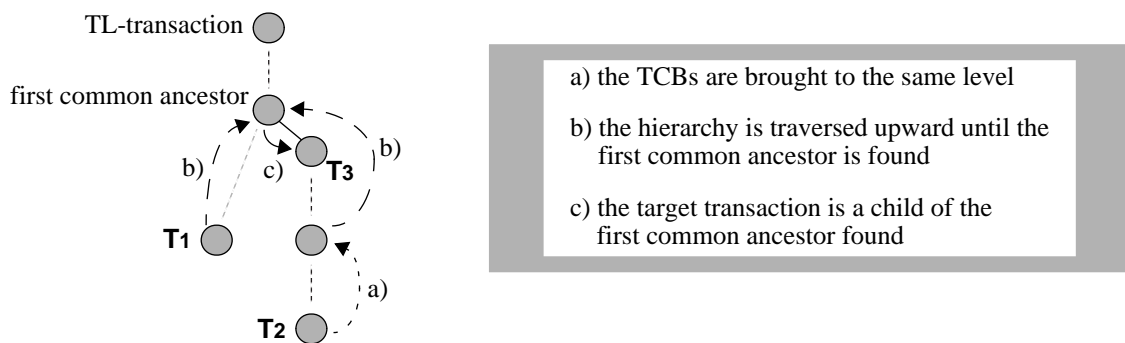 TL-transaction
first common ancestor
b)
c)
b)
T3
T1
a)
T2
a) the TCBs are brought to the same level
b) the hierarchy is traversed upward until the
first common ancestor is found
c) the target transaction is a child of the
first common ancestor found